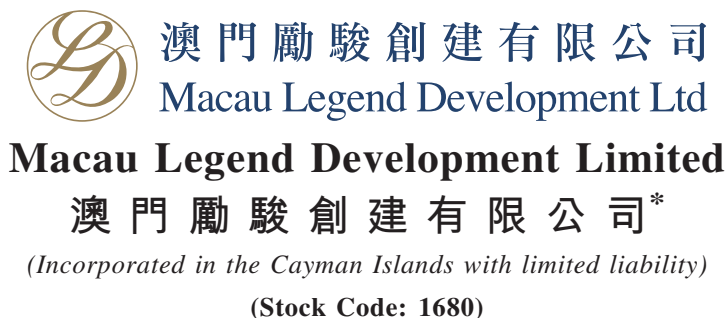 LD
澳門勵駿創建有限公司
Macau Legend Development Ltd
Macau Legend Development Limited
澳門勵駿創建有限公司*
(Incorporated in the Cayman Islands with limited liability)
(Stock Code: 1680)